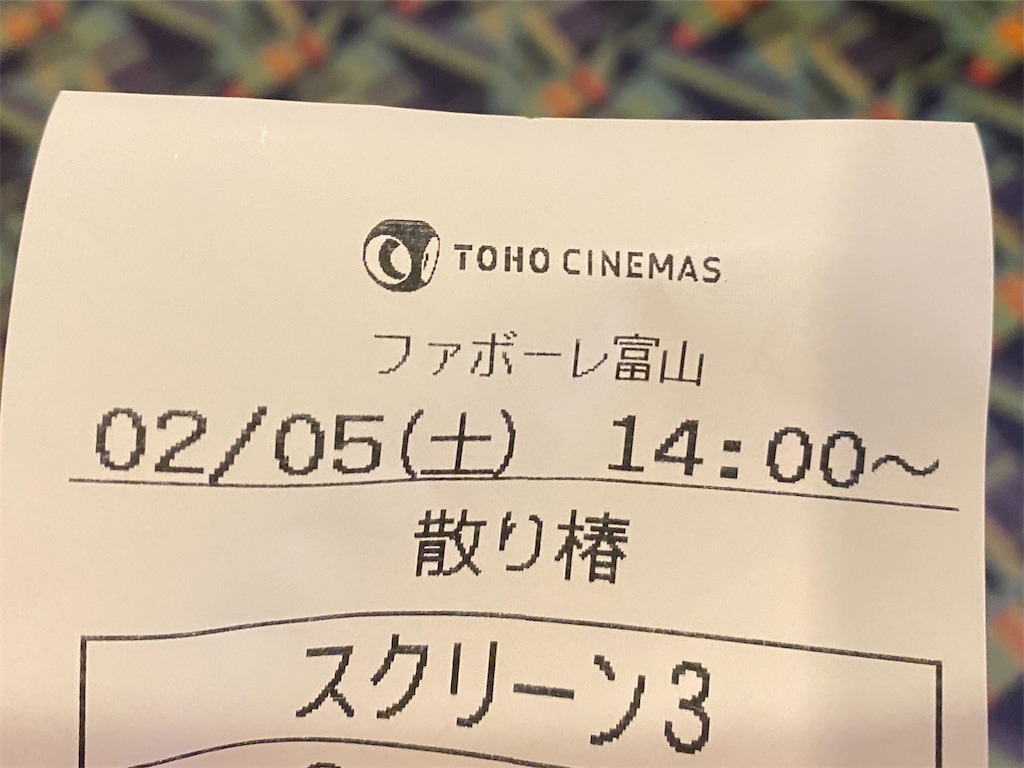 TOHO CINEMAS
ファボーレ富山
02/05(土) 14:00～
散り椿
スクリーン3